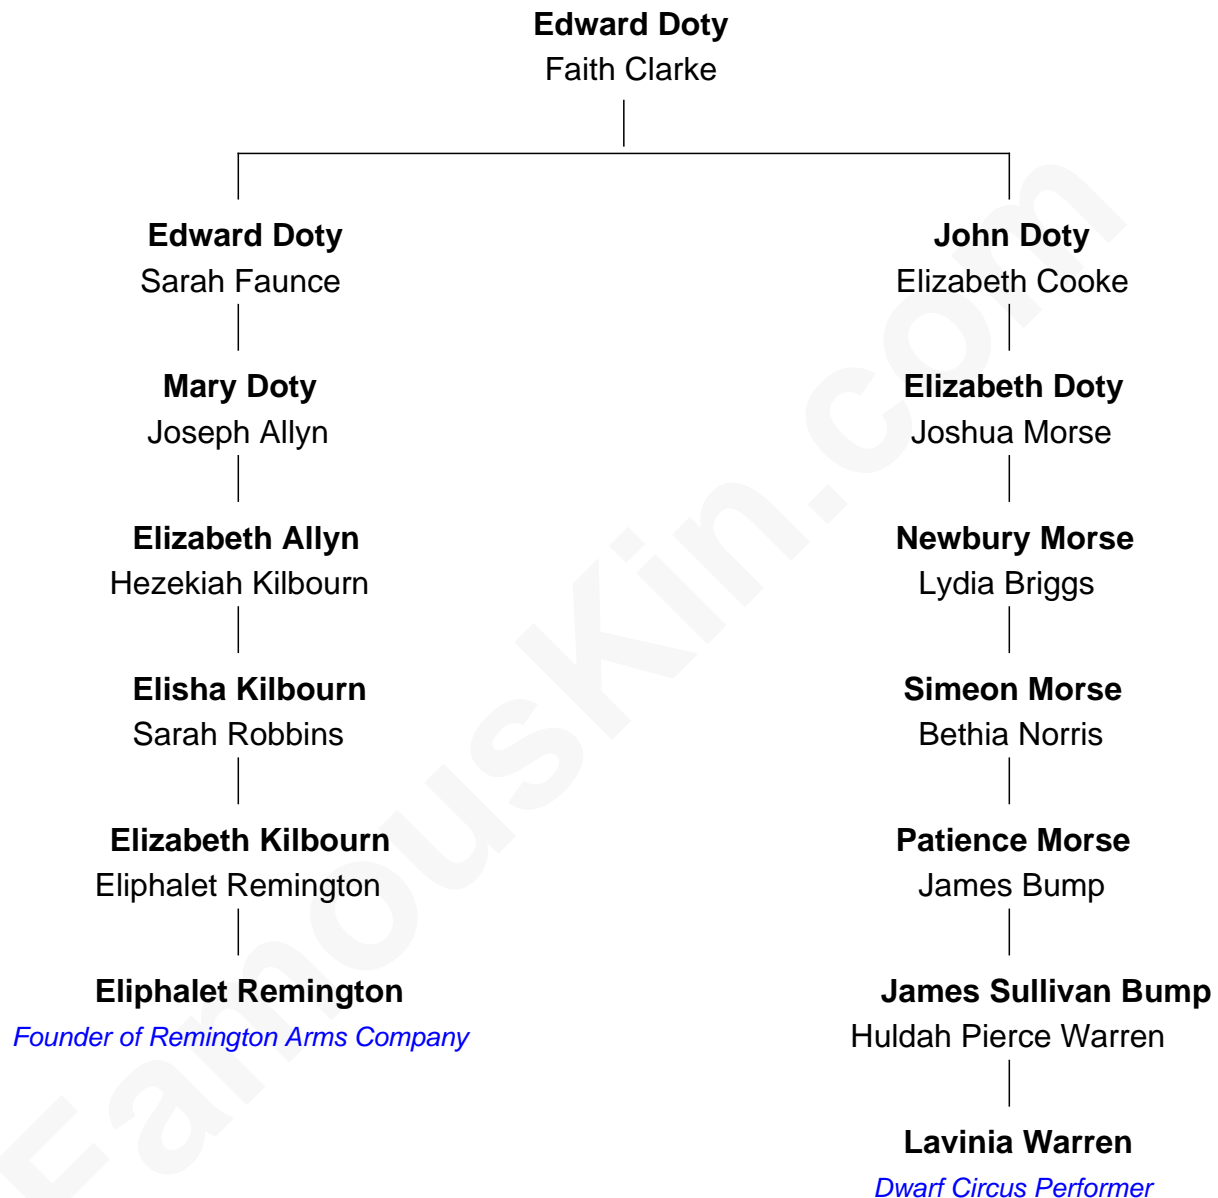 Edward Doty
Faith Clarke
Edward Doty
Sarah Faunce
John Doty
Elizabeth Cooke
Mary Doty
Joseph Allyn
Elizabeth Doty
Joshua Morse
Elizabeth Allyn
Hezekiah Kilbourn
Newbury Morse
Lydia Briggs
Elisha Kilbourn
Sarah Robbins
Simeon Morse
Bethia Norris
Elizabeth Kilbourn
Eliphalet Remington
Patience Morse
James Bump
Eliphalet Remington
Founder of Remington Arms Company
James Sullivan Bump
Huldah Pierce Warren
Lavinia Warren
Dwarf Circus Performer
FamousKin.com